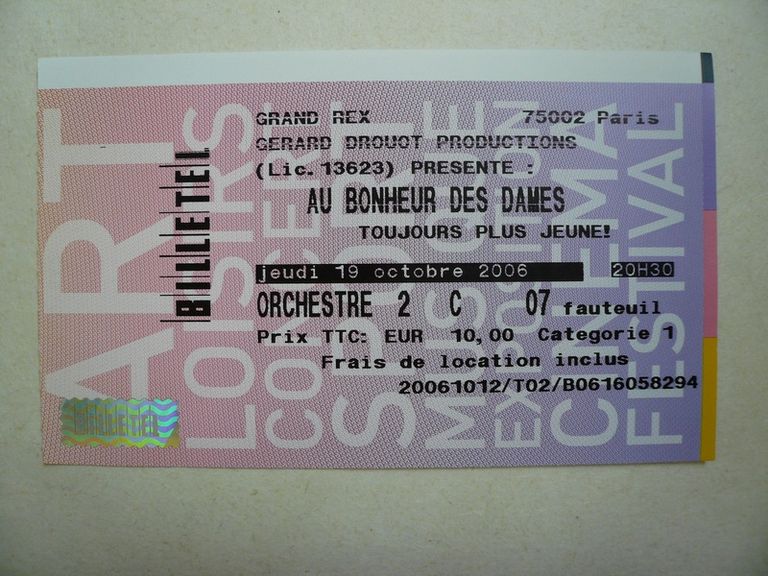 GRAND REX 75002 Paris
GERARD DROUOT PRODUCTIONS
(Lic. 13623) PRESENTE :
AU BONHEUR DES DAMES
TOUJOURS PLUS JEUNE!
jeudi 19 octobre 2006 20H30
ORCHESTRE 2 C 07 fauteuil
Prix TTC: EUR 10,00 Categorie 1
Frais de location inclus
20061012/T02/B0616058294
BILLETEL
BILLETEL
ART
LOISIRS
CONCERT
SPORT
MUSIQUE
EXPOSITION
CINEMA
FESTIVAL